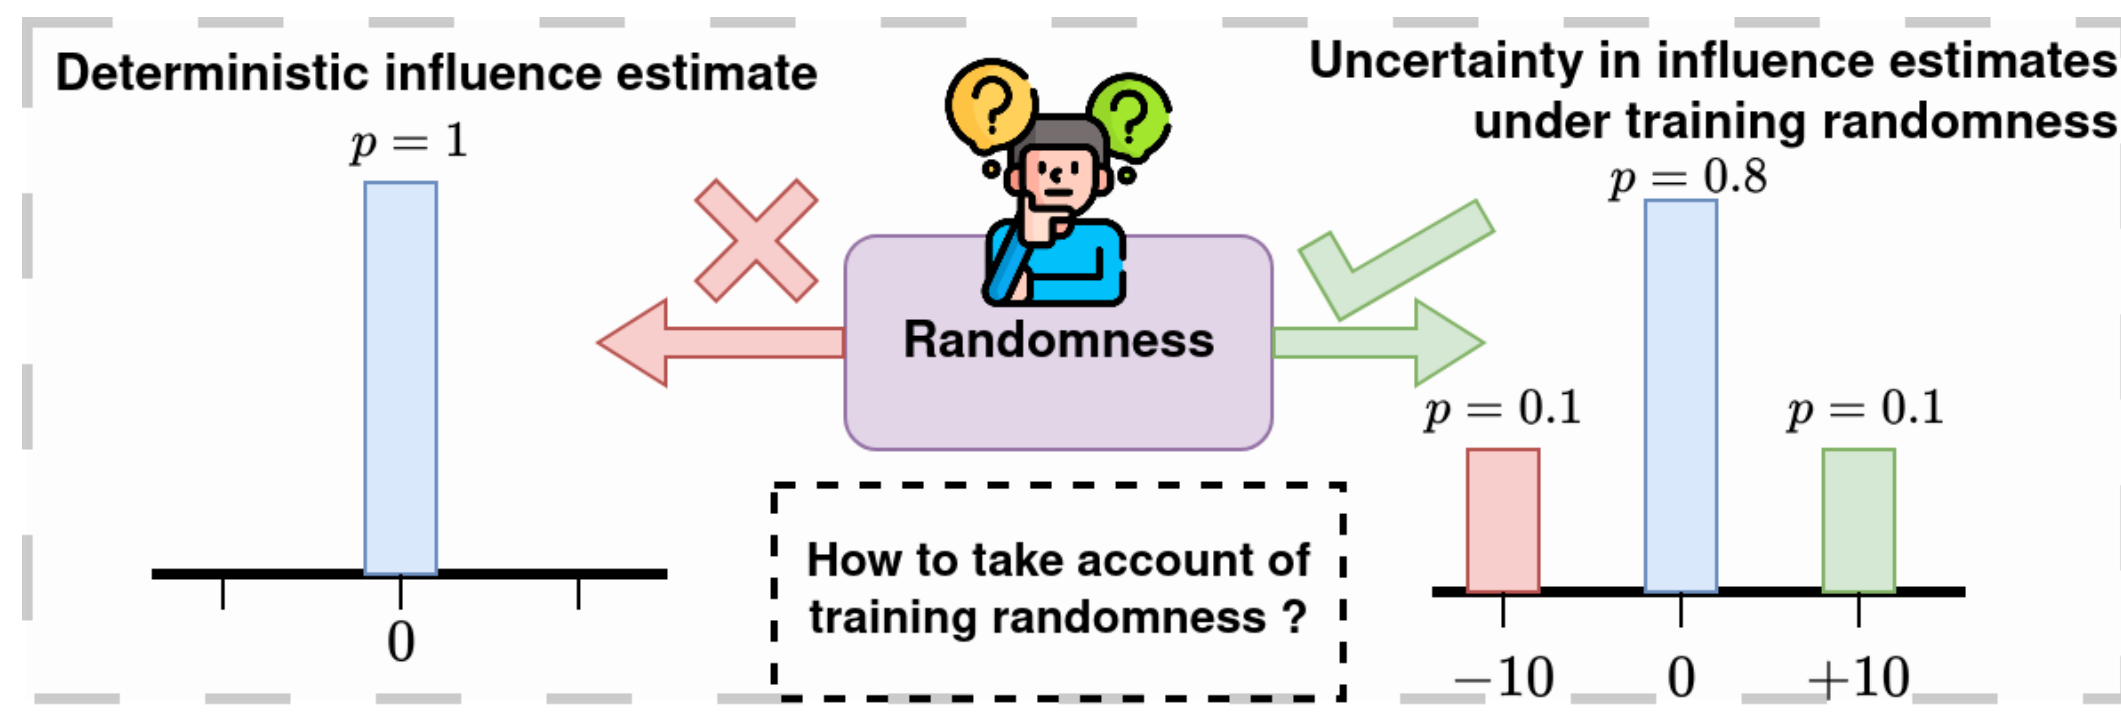 Deterministic influence estimate
p = 1
0
? ?
Randomness
How to take account of
training randomness ?
Uncertainty in influence estimates
under training randomness
p = 0.8
p = 0.1 p = 0.1
−10 0 +10